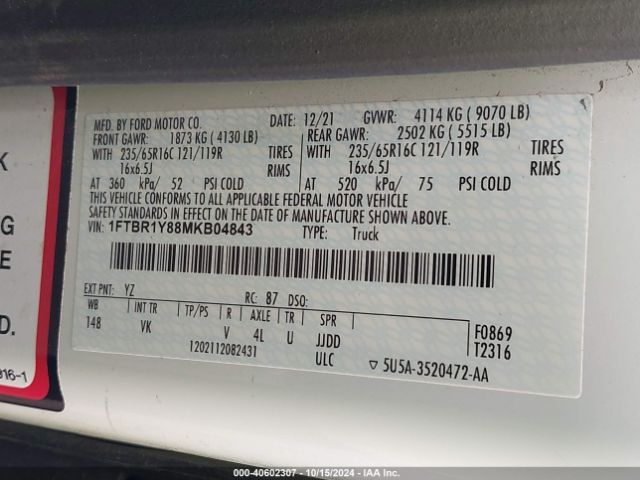 MFD. BY FORD MOTOR CO.
DATE: 12/21 GVWR: 4114 KG ( 9070 LB)
FRONT GAWR: 1873 KG ( 4130 LB)
REAR GAWR: 2502 KG ( 5515 LB)
WITH 235/65R16C 121/119R TIRES
WITH 235/65R16C 121/119R TIRES
16x6.5J RIMS
16x6.5J RIMS
AT 360 kPa/ 52 PSI COLD
AT 520 kPa/ 75 PSI COLD
THIS VEHICLE CONFORMS TO ALL APPLICABLE FEDERAL MOTOR VEHICLE
SAFETY STANDARDS IN EFFECT ON THE DATE OF MANUFACTURE SHOWN ABOVE.
VIN: 1FTBR1Y88MKB04843 TYPE: Truck
EXT PNT: YZ RC: 87 DSO:
WB INT TR TP/PS R AXLE TR SPR
148 VK V 4L U JJDD
F0869
T2316
1202112082431 ULC
▽ 5U5A-3520472-AA
K
NG
E
D.
916-1
000-40602307 - 10/15/2024 - IAA Inc.